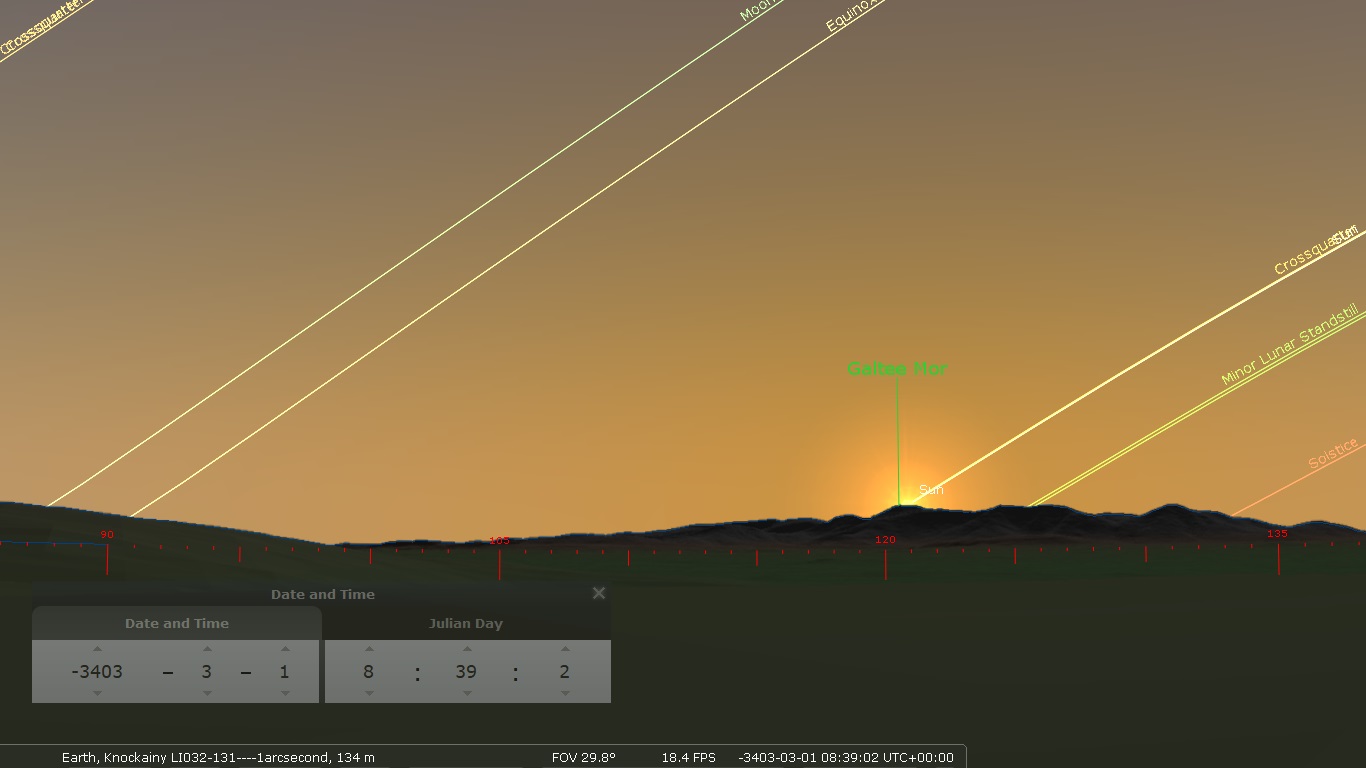 Crossquarter
Moon
Equinox
Crossquarter
Sun
Galtae Mor
Minor Lunar Standstill
Solstice
Sun
90
105
120
135
Date and Time
Date and Time
Julian Day
-3403 – 3 – 1
8 : 39 : 2
Earth, Knockainy LI032-131----1arcsecond, 134 m
FOV 29.8°
18.4 FPS
-3403-03-01 08:39:02 UTC+00:00